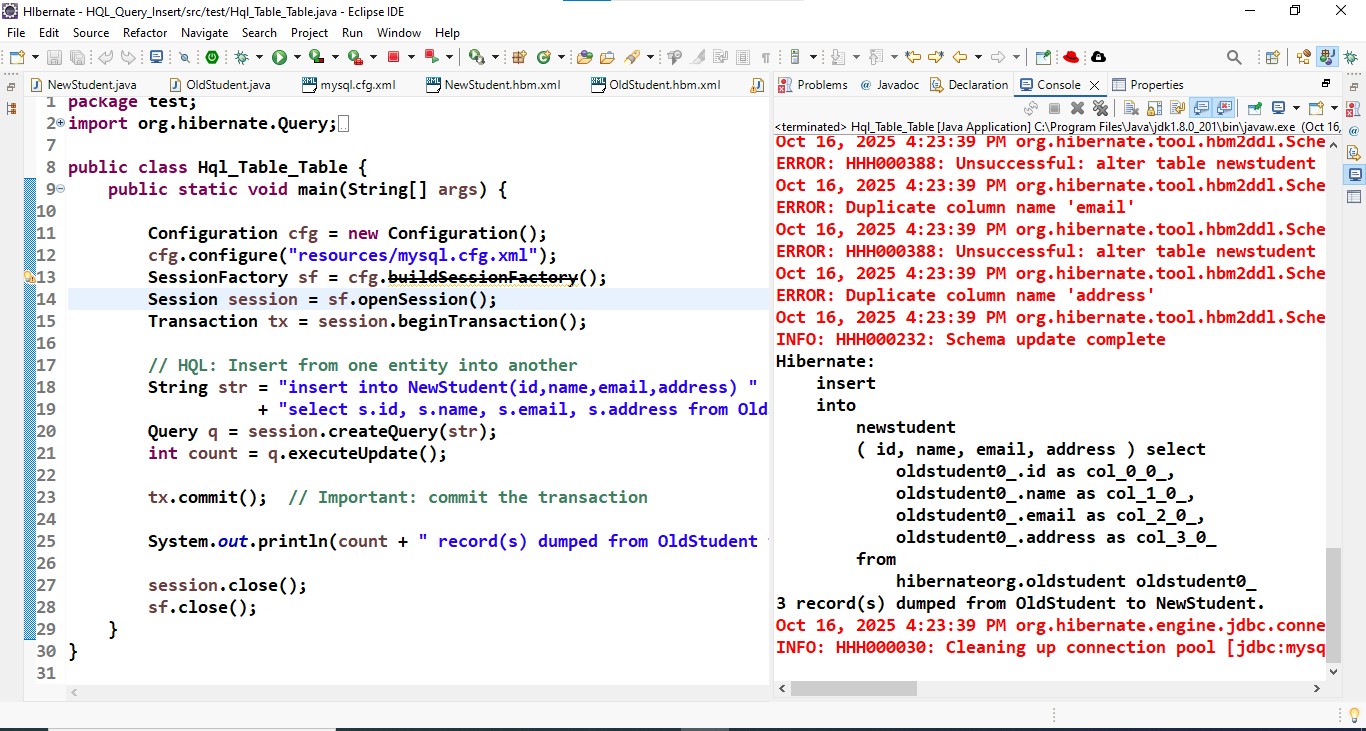 HIbernate - HQL_Query_Insert/src/test/Hql_Table_Table.java - Eclipse IDE
File Edit Source Refactor Navigate Search Project Run Window Help
NewStudent.java OldStudent.java mysql.cfg.xml NewStudent.hbm.xml OldStudent.hbm.xml
1 package test;
2 import org.hibernate.Query;
7
8 public class Hql_Table_Table {
9 public static void main(String[] args) {
10
11 Configuration cfg = new Configuration();
12 cfg.configure("resources/mysql.cfg.xml");
13 SessionFactory sf = cfg.buildSessionFactory();
14 Session session = sf.openSession();
15 Transaction tx = session.beginTransaction();
16
17 // HQL: Insert from one entity into another
18 String str = "insert into NewStudent(id,name,email,address) "
19 + "select s.id, s.name, s.email, s.address from Old
20 Query q = session.createQuery(str);
21 int count = q.executeUpdate();
22
23 tx.commit();  // Important: commit the transaction
24
25 System.out.println(count + " record(s) dumped from OldStudent
26
27 session.close();
28 sf.close();
29 }
30 }
31
Problems Javadoc Declaration Console Properties
<terminated> Hql_Table_Table [Java Application] C:\Program Files\Java\jdk1.8.0_201\bin\javaw.exe (Oct 16,
Oct 16, 2025 4:23:39 PM org.hibernate.tool.hbm2ddl.Sche
ERROR: HHH000388: Unsuccessful: alter table newstudent
Oct 16, 2025 4:23:39 PM org.hibernate.tool.hbm2ddl.Sche
ERROR: Duplicate column name 'email'
Oct 16, 2025 4:23:39 PM org.hibernate.tool.hbm2ddl.Sche
ERROR: HHH000388: Unsuccessful: alter table newstudent
Oct 16, 2025 4:23:39 PM org.hibernate.tool.hbm2ddl.Sche
ERROR: Duplicate column name 'address'
Oct 16, 2025 4:23:39 PM org.hibernate.tool.hbm2ddl.Sche
INFO: HHH000232: Schema update complete
Hibernate:
insert
into
newstudent
( id, name, email, address ) select
oldstudent0_.id as col_0_0_,
oldstudent0_.name as col_1_0_,
oldstudent0_.email as col_2_0_,
oldstudent0_.address as col_3_0_
from
hibernateorg.oldstudent oldstudent0_
3 record(s) dumped from OldStudent to NewStudent.
Oct 16, 2025 4:23:39 PM org.hibernate.engine.jdbc.conne
INFO: HHH000030: Cleaning up connection pool [jdbc:mysq